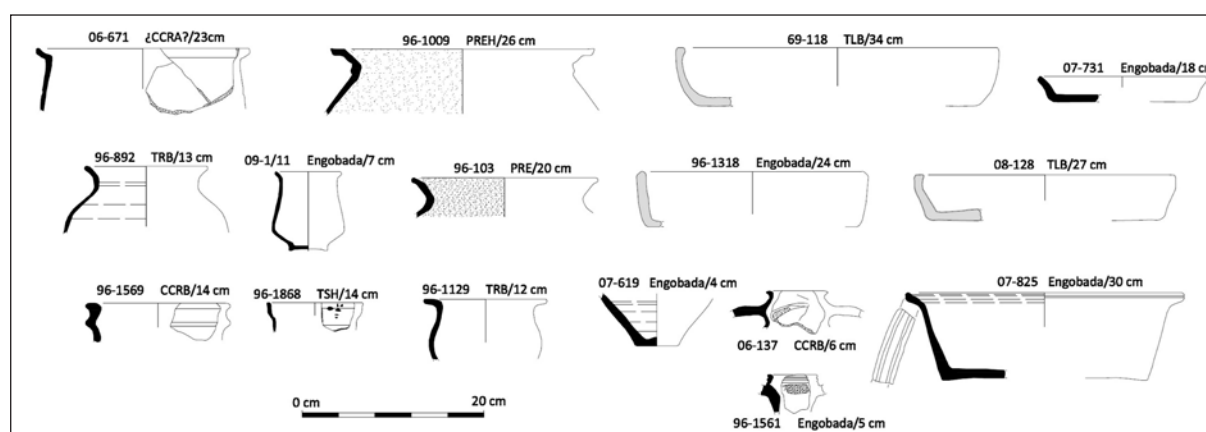 06-671 ¿CCRA?/23cm
96-1009 PREH/26 cm
69-118 TLB/34 cm
07-731 Engobada/18 cm
96-892 TRB/13 cm
09-1/11 Engobada/7 cm
96-103 PRE/20 cm
96-1318 Engobada/24 cm
08-128 TLB/27 cm
96-1569 CCRB/14 cm
96-1868 TSH/14 cm
96-1129 TRB/12 cm
07-619 Engobada/4 cm
06-137 CCRB/6 cm
07-825 Engobada/30 cm
96-1561 Engobada/5 cm
0 cm 20 cm